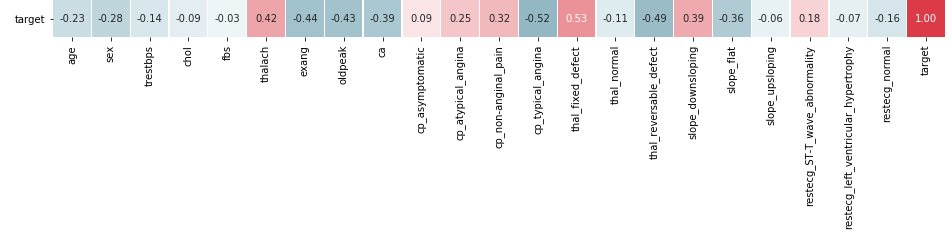 target
-0.23 -0.28 -0.14 -0.09 -0.03 0.42 -0.44 -0.43 -0.39 0.09 0.25 0.32 -0.52 0.53 -0.11 -0.49 0.39 -0.36 -0.06 0.18 -0.07 -0.16 1.00
age
sex
trestbps
chol
fbs
thalach
exang
oldpeak
ca
cp_asymptomatic
cp_atypical_angina
cp_non-anginal_pain
cp_typical_angina
thal_fixed_defect
thal_normal
thal_reversable_defect
slope_downsloping
slope_flat
slope_upsloping
restecg_ST-T_wave_abnormality
restecg_left_ventricular_hypertrophy
restecg_normal
target